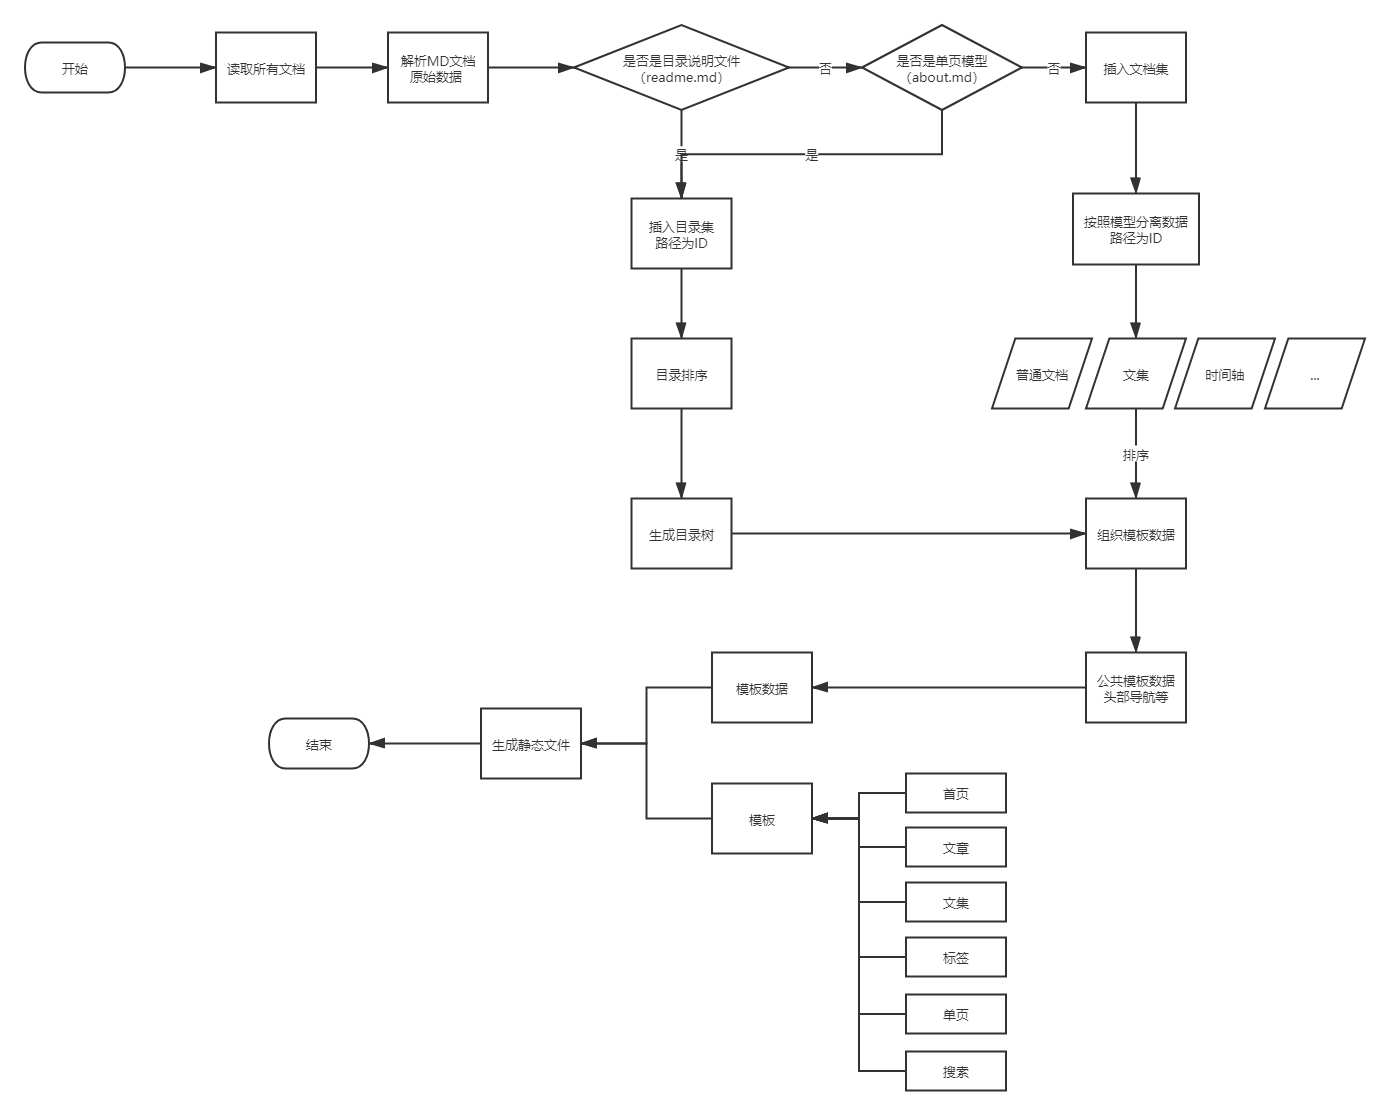 开始
读取所有文档
解析MD文档
原始数据
是否是目录说明文件
（readme.md）
否
是否是单页模型
（about.md）
否
插入文档集
是
是
插入目录集
路径为ID
按照模型分离数据
路径为ID
目录排序
普通文档
文集
时间轴
...
排序
生成目录树
组织模板数据
公共模板数据
头部导航等
模板数据
结束
生成静态文件
模板
首页
文章
文集
标签
单页
搜索